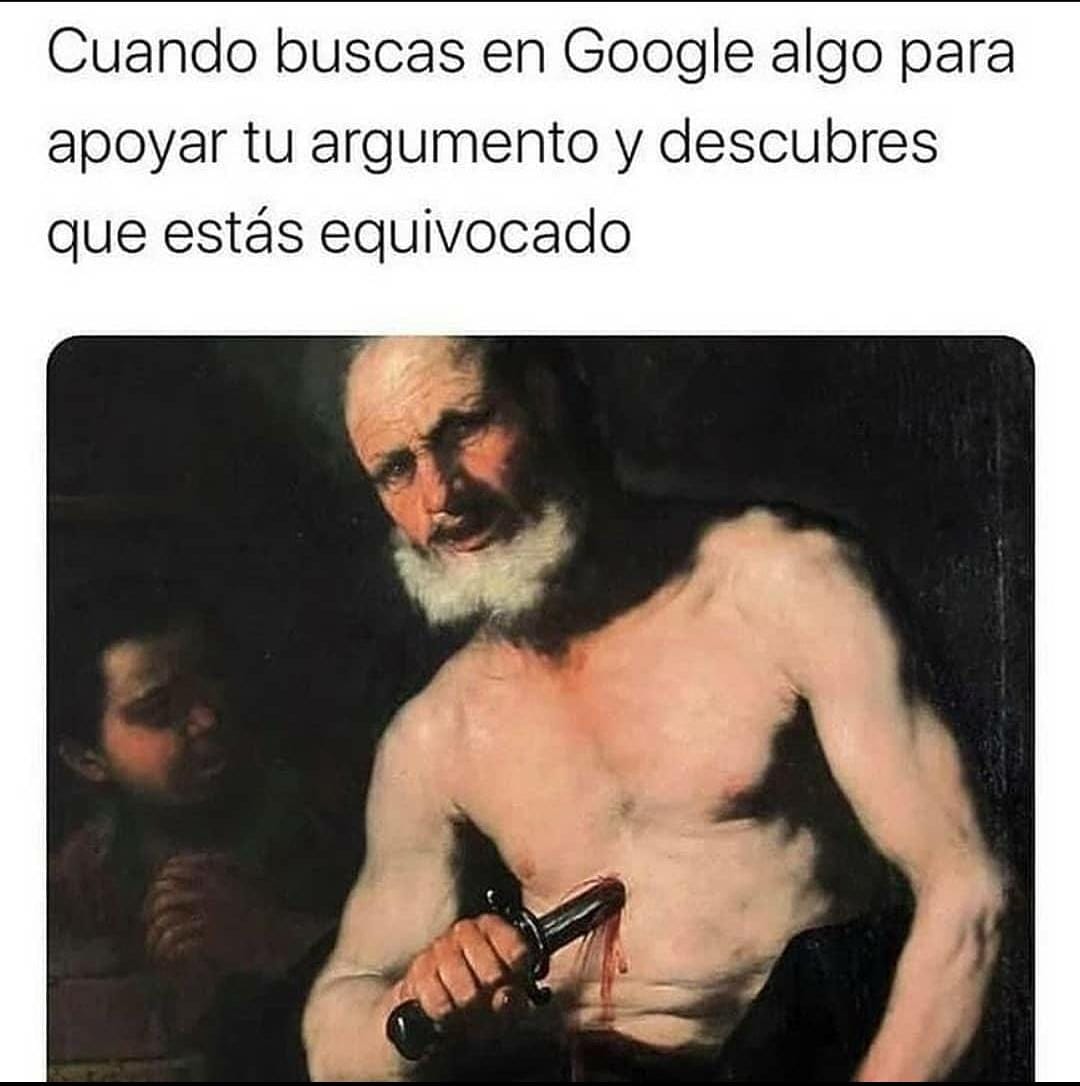 Cuando buscas en Google algo para
apoyar tu argumento y descubres
que estás equivocado